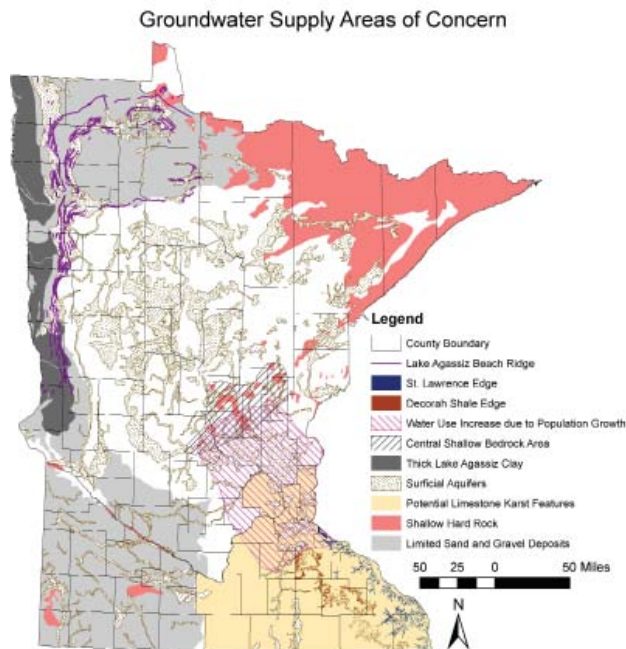 Groundwater Supply Areas of Concern
Legend
County Boundary
Lake Agassiz Beach Ridge
St. Lawrence Edge
Decorah Shale Edge
Water Use Increase due to Population Growth
Central Shallow Bedrock Area
Thick Lake Agassiz Clay
Surficial Aquifers
Potential Limestone Karst Features
Shallow Hard Rock
Limited Sand and Gravel Deposits
50 25 0 50 Miles
N